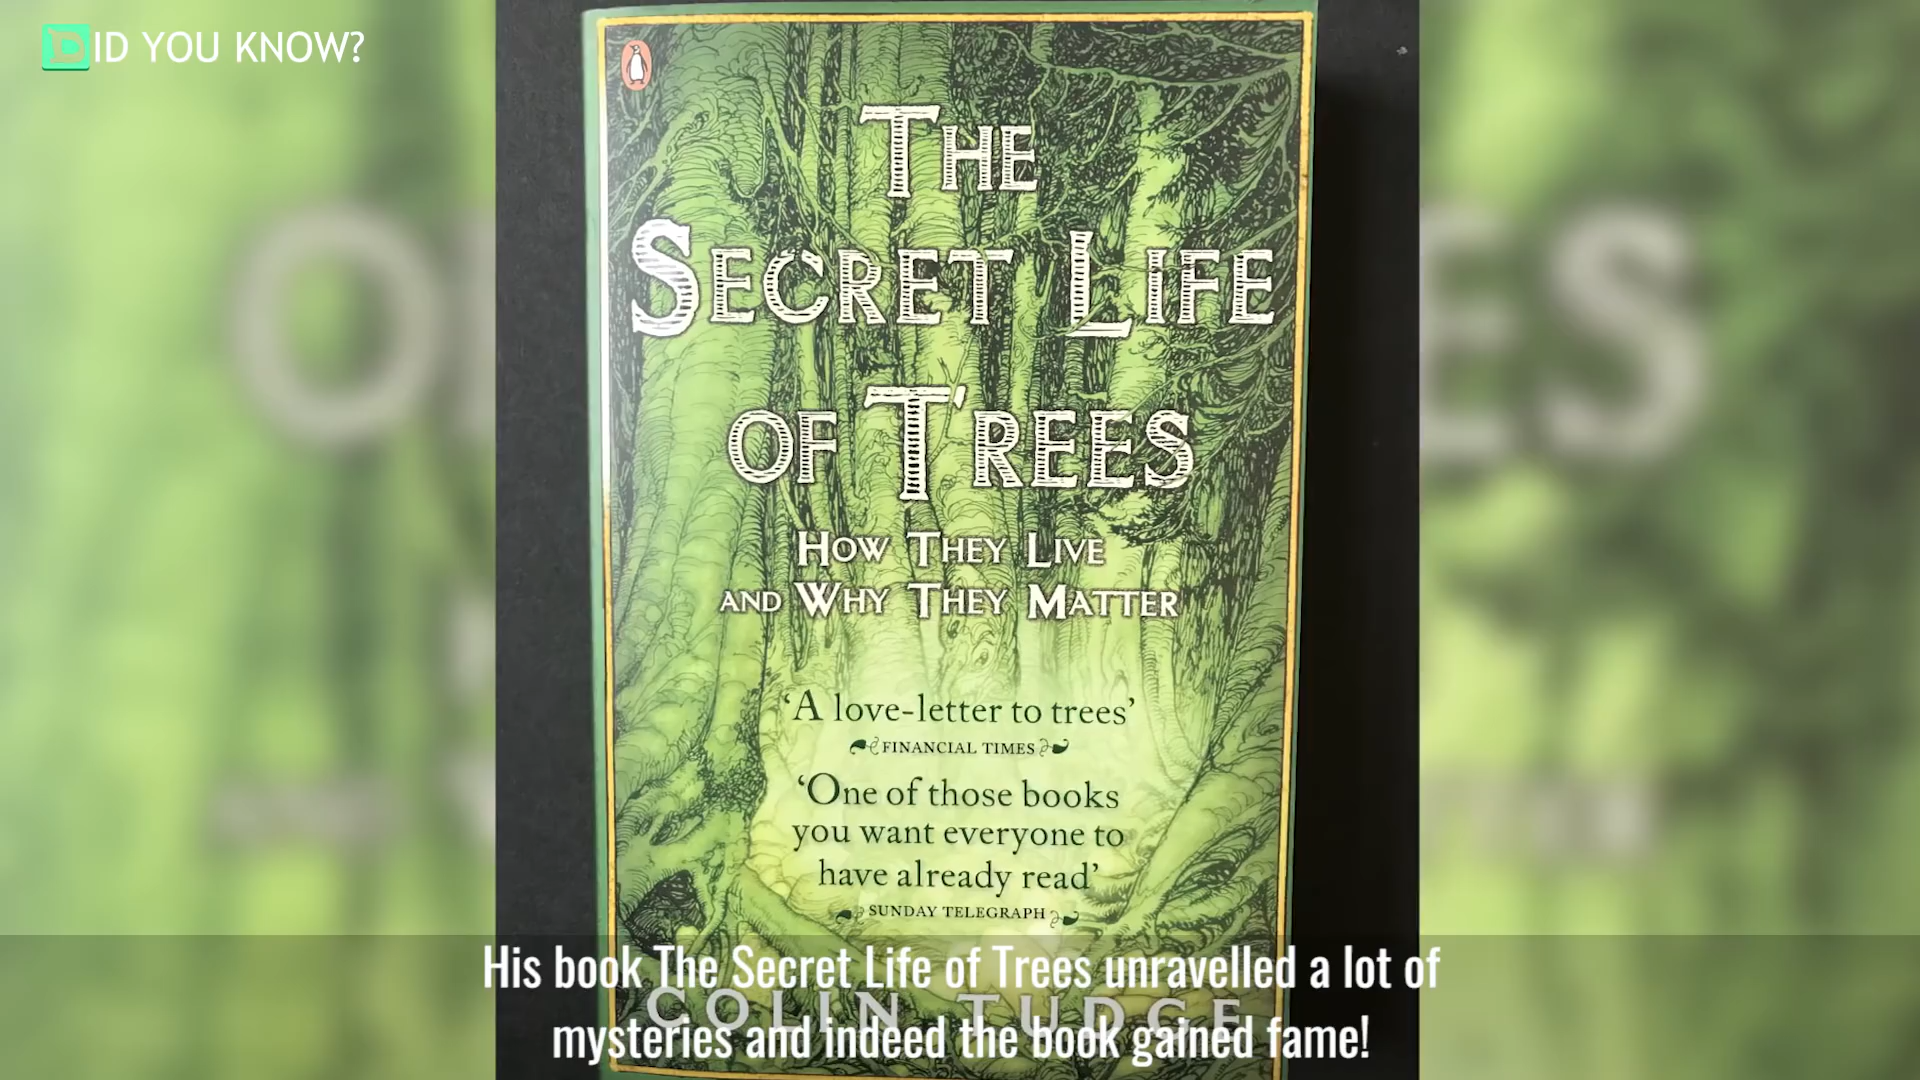 DID YOU KNOW?
THE
SECRET LIFE
OF TREES
HOW THEY LIVE
AND WHY THEY MATTER
‘A love-letter to trees’
FINANCIAL TIMES
‘One of those books
you want everyone to
have already read’
SUNDAY TELEGRAPH
COLIN TUDGE
His book The Secret Life of Trees unravelled a lot of
mysteries and indeed the book gained fame!